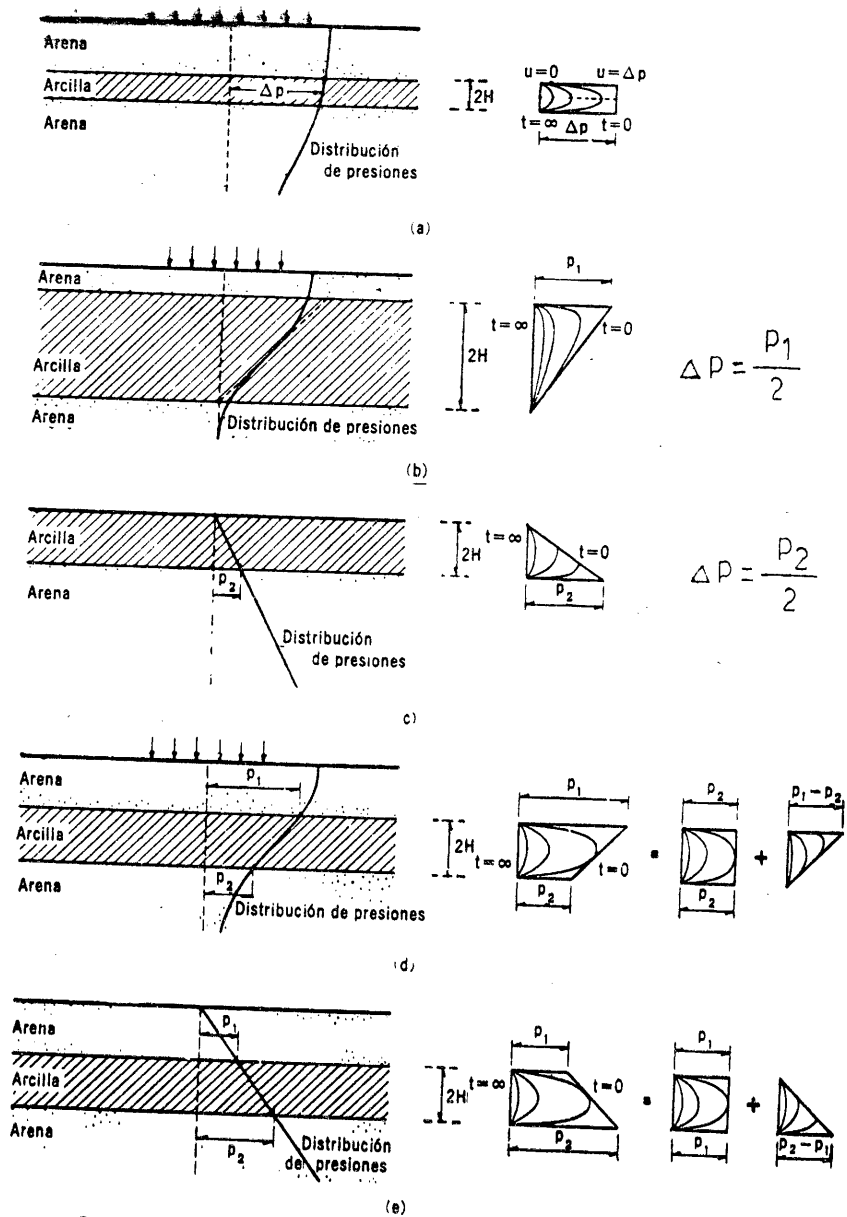 Arena
Arcilla
Δp
Arena
Distribución
de presiones
2H
u=0 u=Δp
t=∞ Δp t=0
(a)
Arena
Arcilla
Arena
Distribución de presiones
p₁
t=∞
t=0
2H
ΔP = P₁/2
(b)
Arcilla
p₂
Arena
Distribución
de presiones
2H
t=∞
t=0
p₂
ΔP = P₂/2
c)
Arena
p₁
Arcilla
p₂
Arena
Distribución de presiones
2H
t=∞
p₁
t=0
p₂
=
p₂
p₂
+
p₁-p₂
(d)
Arena
p₁
Arcilla
Arena
p₂
Distribución
de presiones
2H
t=∞
p₁
t=0
p₂
=
p₁
p₁
+
p₂-p₁
(e)